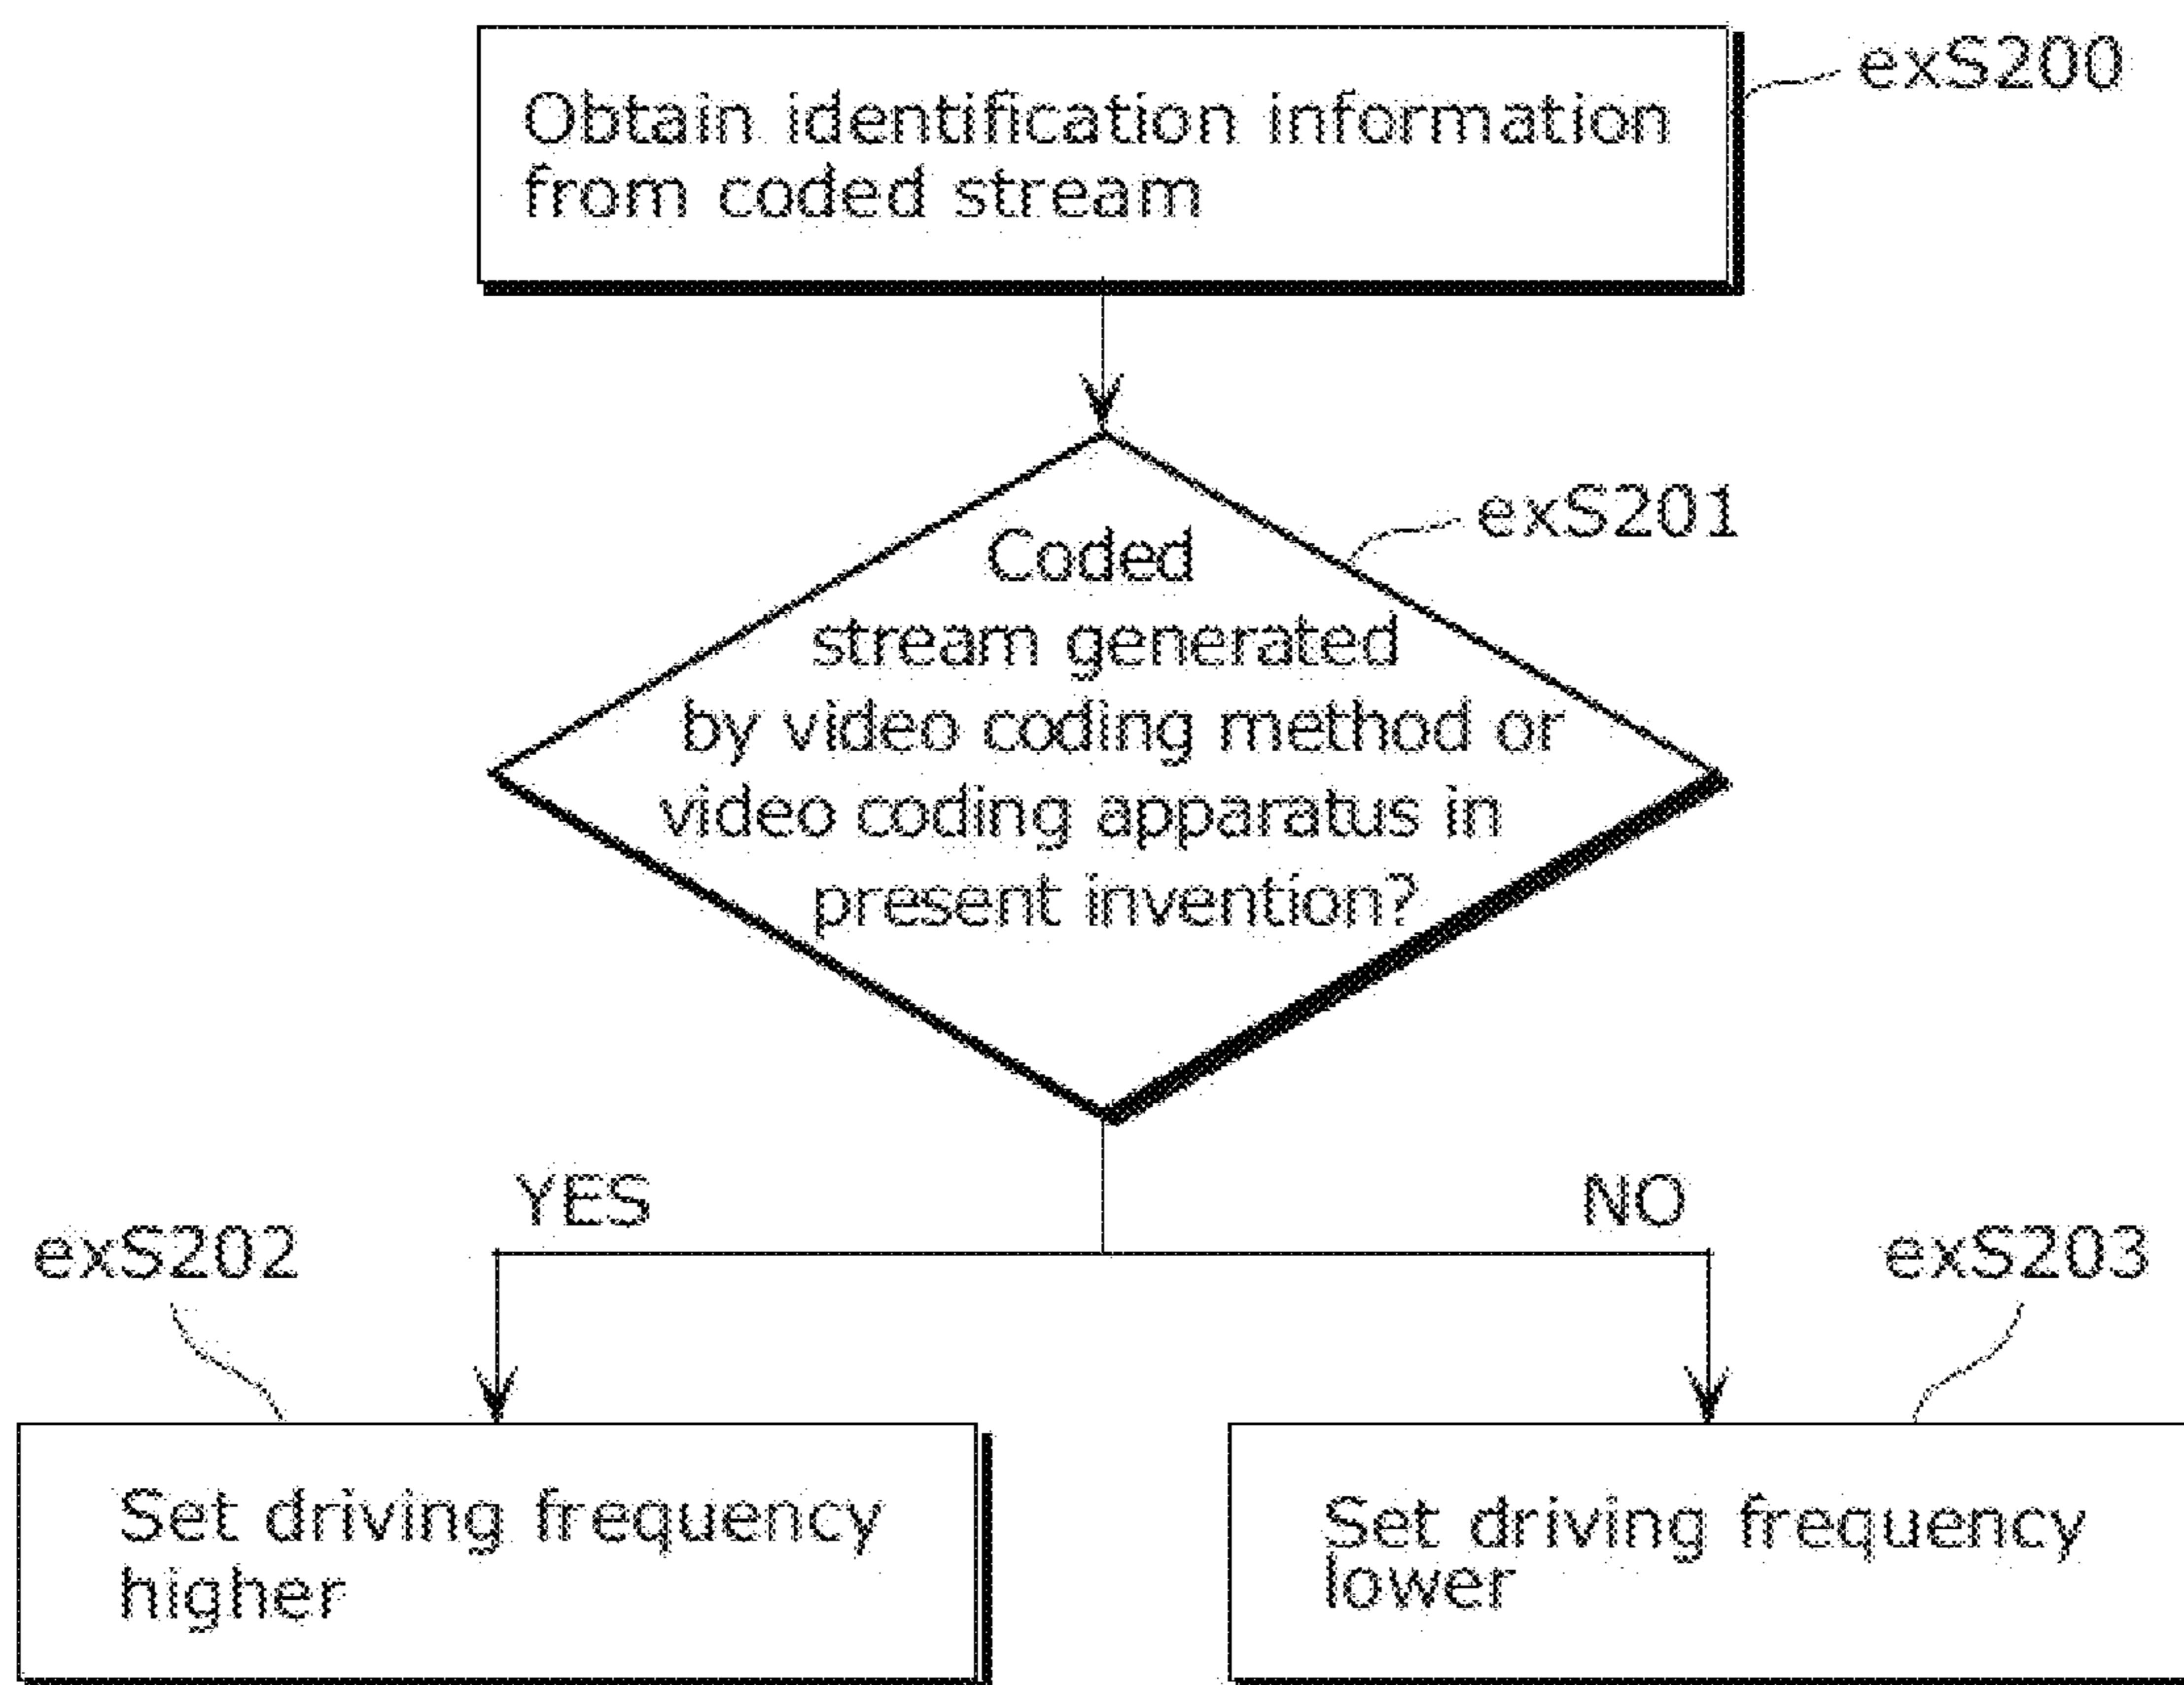 exS200
Obtain identification information
from coded stream
exS201
Coded
stream generated
by video coding method or
video coding apparatus in
present invention?
YES
NO
exS202
exS203
Set driving frequency
higher
Set driving frequency
lower